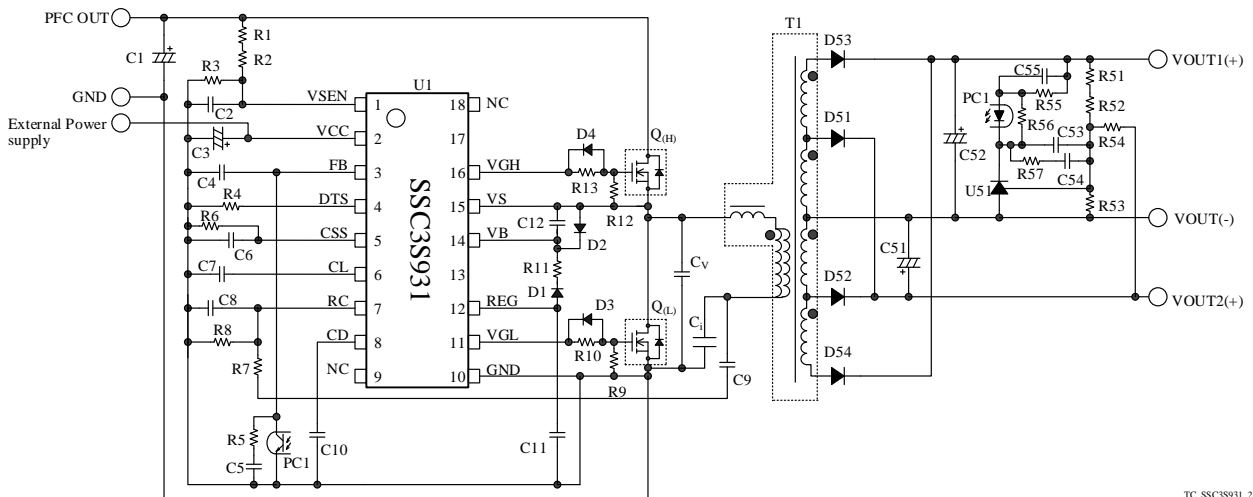 PFC OUT
T1
R1
D53
C1
R2
VOUT1(+)
R3
U1
C55
R51
GND
C2
VSEN
1
18
NC
PC1
R55
R52
External Power
supply
VCC
2
17
D4
Q(H)
D51
R56
C53
R54
C3
C52
FB
3
16
VGH
C4
R13
R57
C54
R4
DTS
4
15
VS
R12
U51
R53
R6
C12
VOUT(-)
CSS
5
14
VB
D2
C6
C51
C7
CL
6
13
R11
CV
C8
D1
RC
7
12
REG
D3
Q(L)
D52
VOUT2(+)
R8
Ci
CD
8
11
VGL
R10
D54
R7
NC
9
10
GND
R9
C9
SSC3S931
R5
C10
C11
C5
PC1
TC_SSC3S931_2